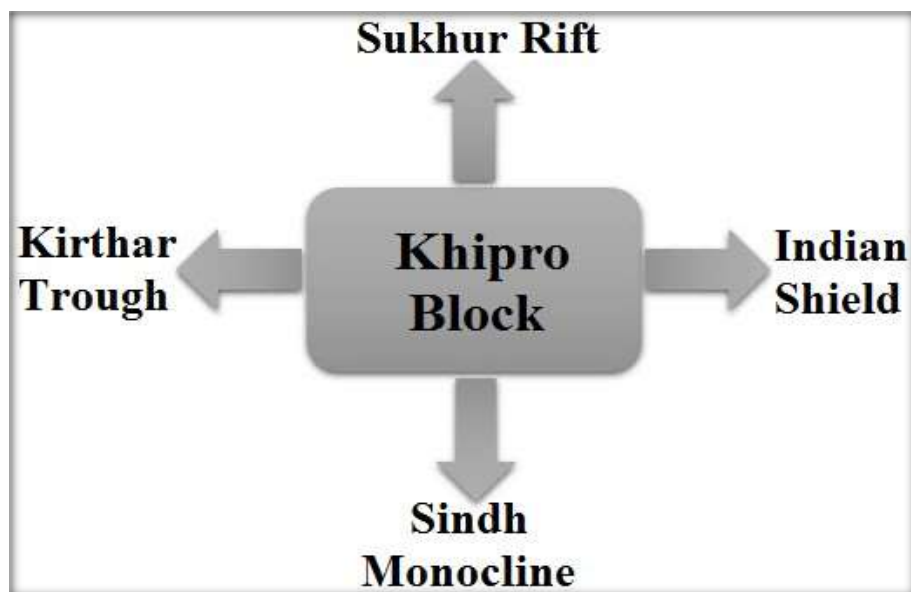 Sukhur Rift
Kirthar
Trough
Khipro
Block
Indian
Shield
Sindh
Monocline